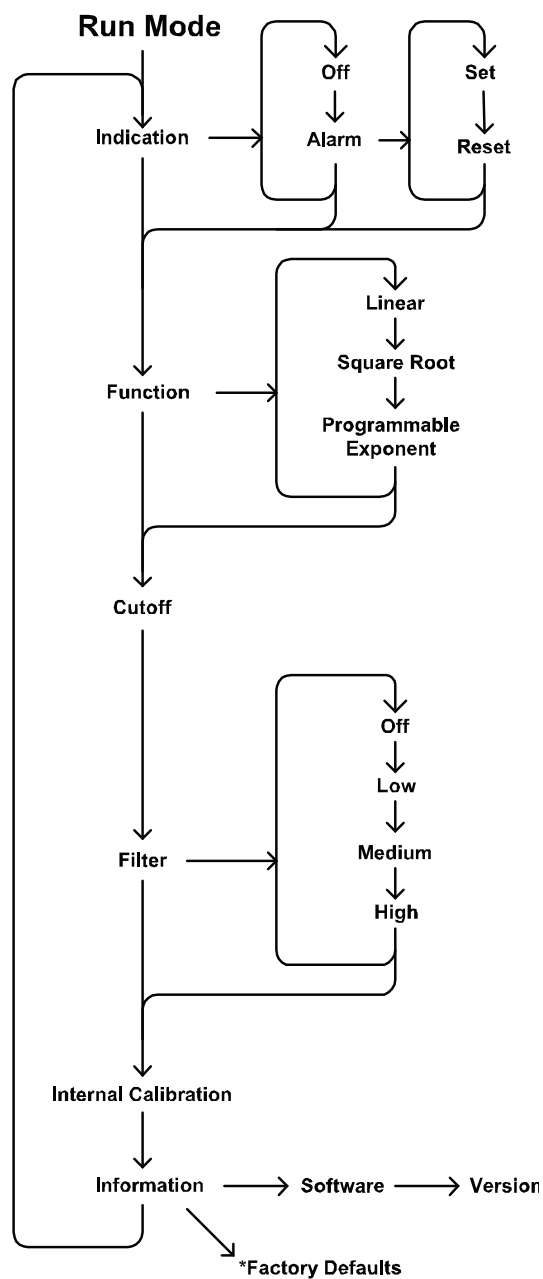 Run Mode
Off
Set
Indication
Alarm
Reset
Linear
Square Root
Function
Programmable
Exponent
Cutoff
Off
Low
Filter
Medium
High
Internal Calibration
Information
Software
Version
*Factory Defaults